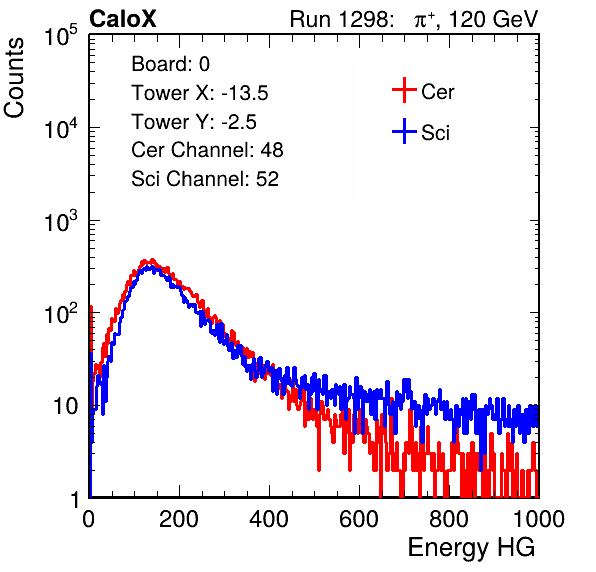 CaloX Run 1298: π⁺, 120 GeV
Counts
Board: 0
Tower X: -13.5
Tower Y: -2.5
Cer Channel: 48
Sci Channel: 52
Cer
Sci
10⁵
10⁴
10³
10²
10
1
0 200 400 600 800 1000
Energy HG